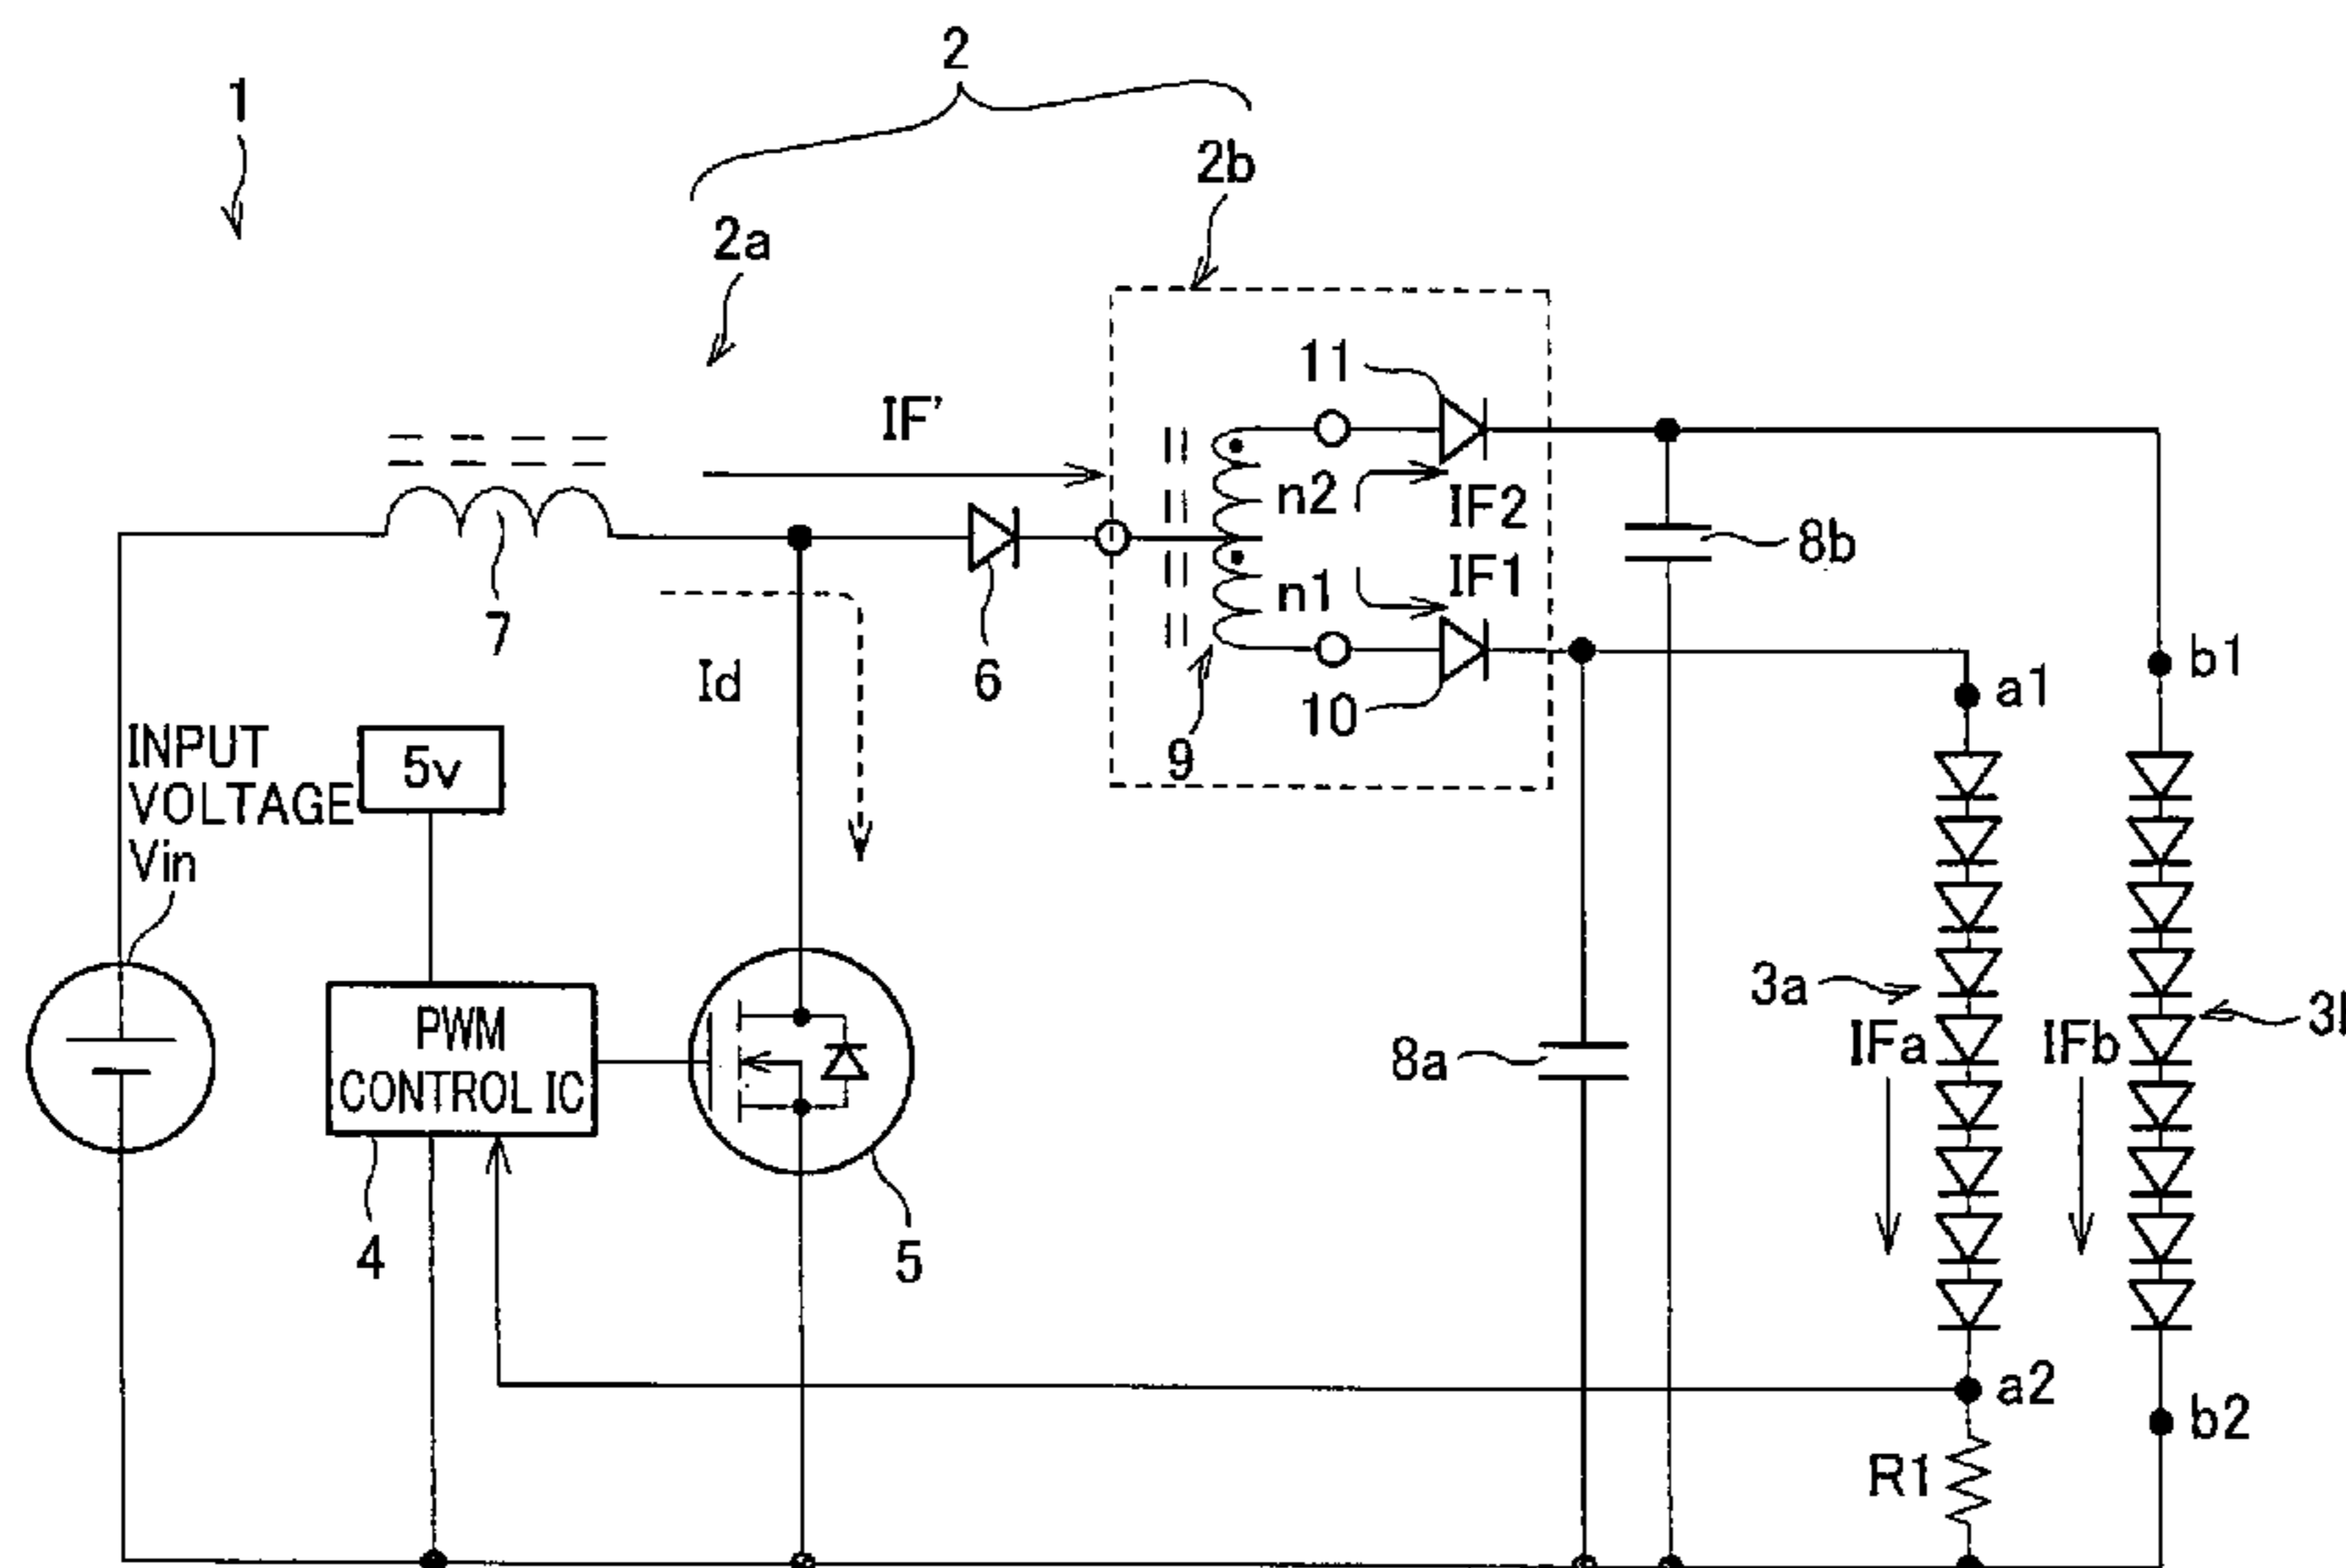 2
1
2b
2a
11
IF'
n2
IF2
8b
n1
IF1
7
Id
6
10
9
a1
b1
INPUT
VOLTAGE
Vin
5v
3a
PWM
CONTROL IC
8a
IFa
IFb
4
5
a2
b2
R1